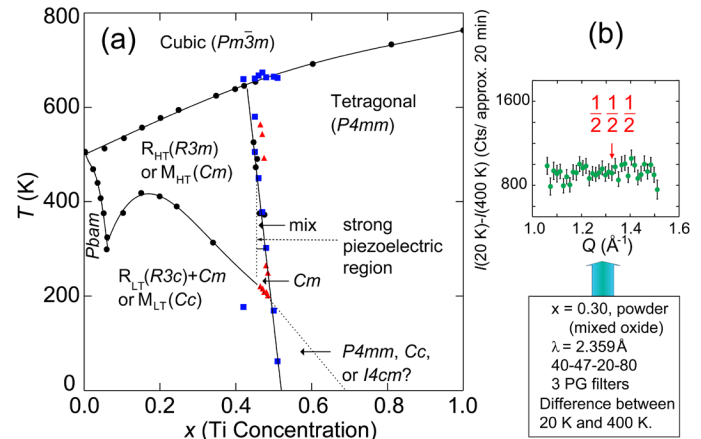 (a)
Cubic (Pm3̄m)
Tetragonal
(P4mm)
R_HT(R3m)
or M_HT(Cm)
Pbam
mix
strong
piezoelectric
region
R_LT(R3c)+Cm
or M_LT(Cc)
Cm
P4mm, Cc,
or I4cm?
800
600
400
200
0
T (K)
0.0 0.2 0.4 0.6 0.8 1.0
x (Ti Concentration)
(b)
I(20 K)-I(400 K) (Cts/ approx. 20 min)
1800
1000
600
1/2 1/2 1/2
1.0 1.2 1.4 1.6
Q (Å⁻¹)
x = 0.30, powder
(mixed oxide)
λ = 2.359Å
40-47-20-80
3 PG filters
Difference between
20 K and 400 K.